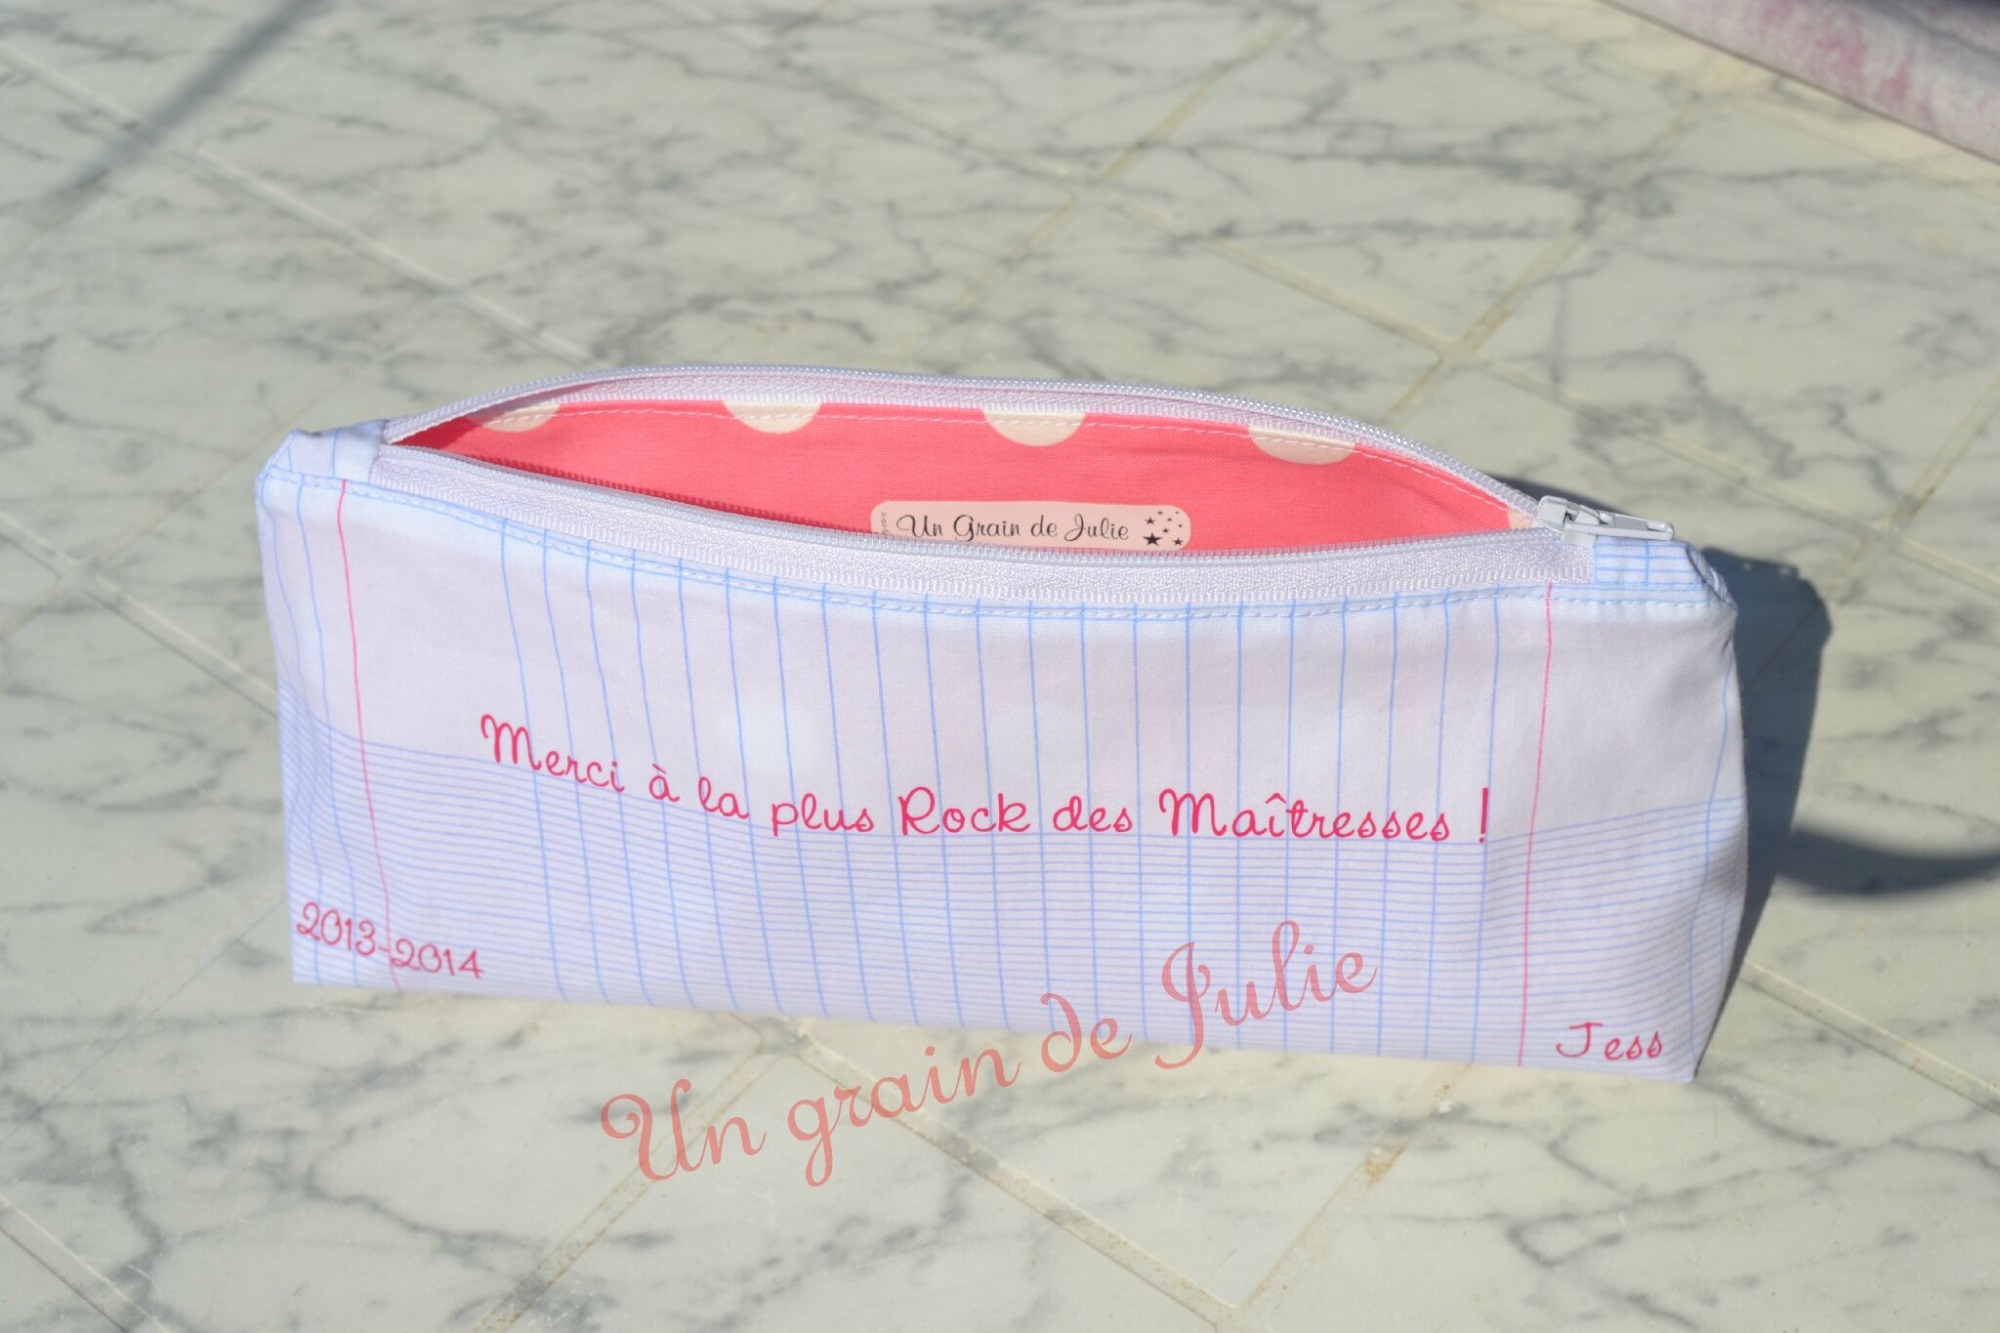 Un Grain de Julie
Merci à la plus Rock des Maîtresses !
2013-2014
Jess
Un grain de Julie